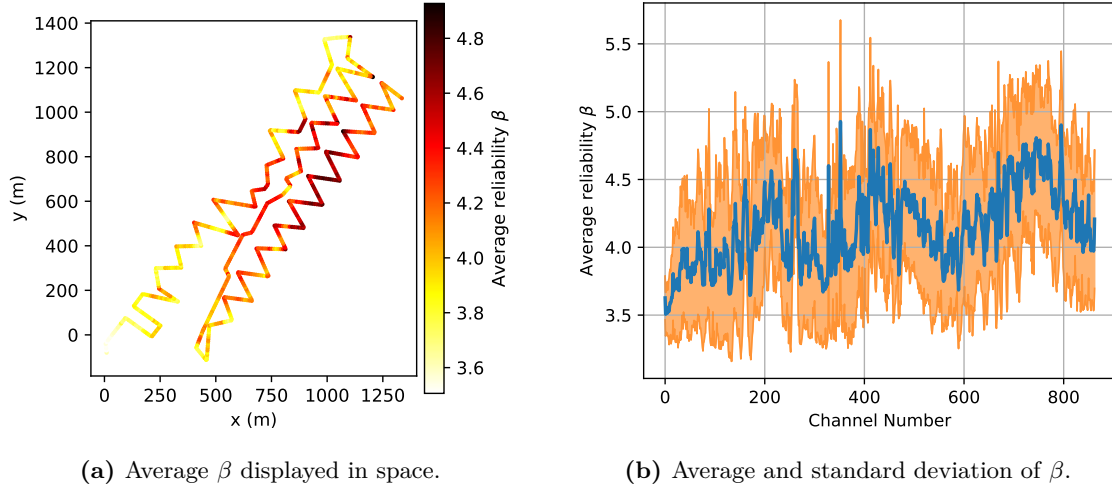 1400
1200
1000
800
600
400
200
0
y (m)
0 250 500 750 1000 1250
x (m)
4.8
4.6
4.4
4.2
4.0
3.8
3.6
Average reliability β
(a) Average β displayed in space.
5.5
5.0
4.5
4.0
3.5
Average reliability β
0 200 400 600 800
Channel Number
(b) Average and standard deviation of β.